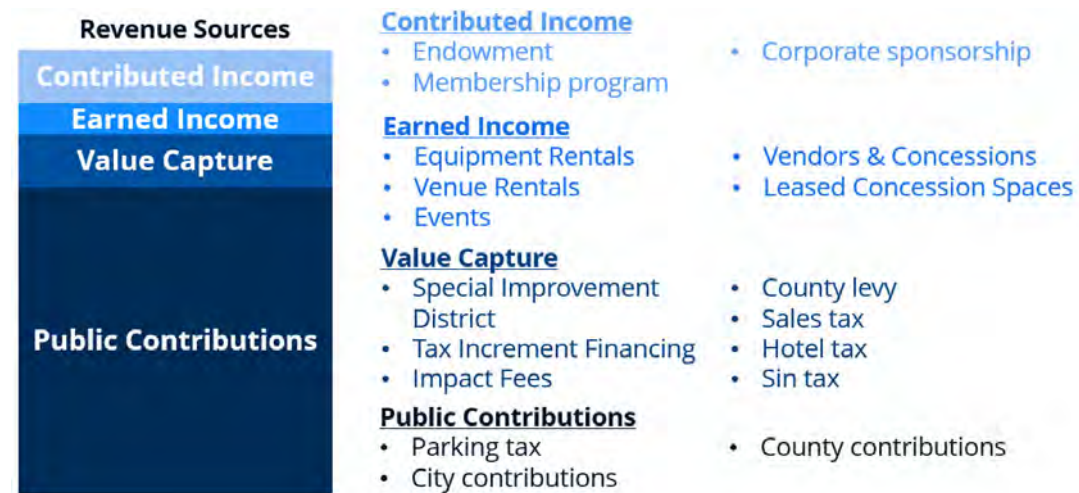 Revenue Sources
Contributed Income
Earned Income
Value Capture
Public Contributions
Contributed Income
• Endowment
• Membership program
• Corporate sponsorship
Earned Income
• Equipment Rentals
• Venue Rentals
• Events
• Vendors & Concessions
• Leased Concession Spaces
Value Capture
• Special Improvement
District
• Tax Increment Financing
• Impact Fees
• County levy
• Sales tax
• Hotel tax
• Sin tax
Public Contributions
• Parking tax
• City contributions
• County contributions